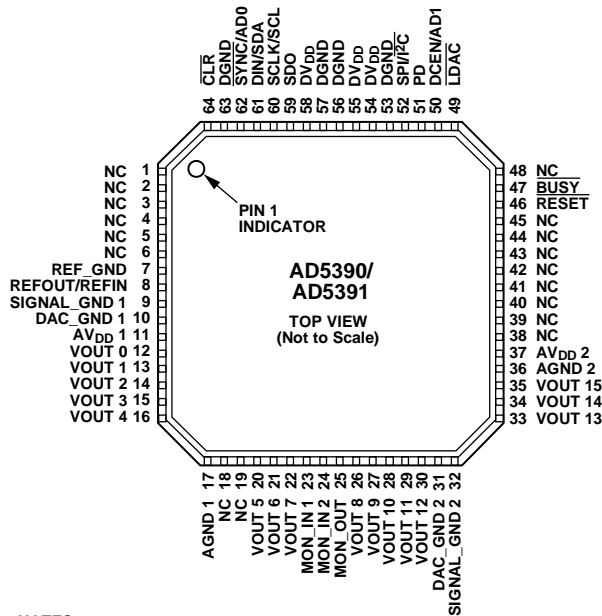 64 CLR
63 DGND
62 SYNC/AD0
61 DIN/SDA
60 SCLK/SCL
59 SDO
58 DVDD
57 DGND
56 DGND
55 DVDD
54 DVDD
53 DGND
52 SPI/I2C
51 PD
50 DCEN/AD1
49 LDAC
NC 1
NC 2
NC 3
NC 4
NC 5
NC 6
REF_GND 7
REFOUT/REFIN 8
SIGNAL_GND 1 9
DAC_GND 1 10
AVDD 1 11
VOUT 0 12
VOUT 1 13
VOUT 2 14
VOUT 3 15
VOUT 4 16
PIN 1
INDICATOR
AD5390/
AD5391
TOP VIEW
(Not to Scale)
48 NC
47 BUSY
46 RESET
45 NC
44 NC
43 NC
42 NC
41 NC
40 NC
39 NC
38 NC
37 AVDD 2
36 AGND 2
35 VOUT 15
34 VOUT 14
33 VOUT 13
AGND 1 17
NC 18
NC 19
VOUT 5 20
VOUT 6 21
VOUT 7 22
MON_IN 1 23
MON_IN 2 24
MON_OUT 25
VOUT 8 26
VOUT 9 27
VOUT 10 28
VOUT 11 29
VOUT 12 30
DAC_GND 2 31
SIGNAL_GND 2 32